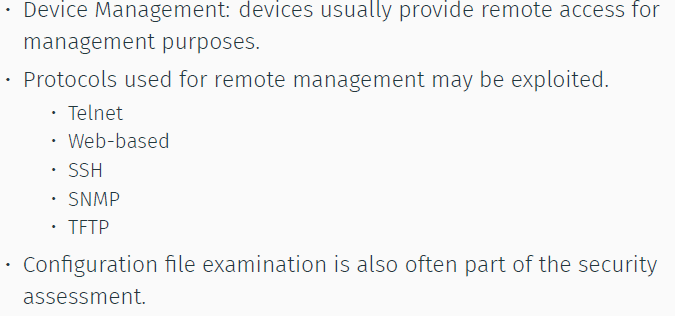 • Device Management: devices usually provide remote access for
management purposes.
• Protocols used for remote management may be exploited.
• Telnet
• Web-based
• SSH
• SNMP
• TFTP
• Configuration file examination is also often part of the security
assessment.